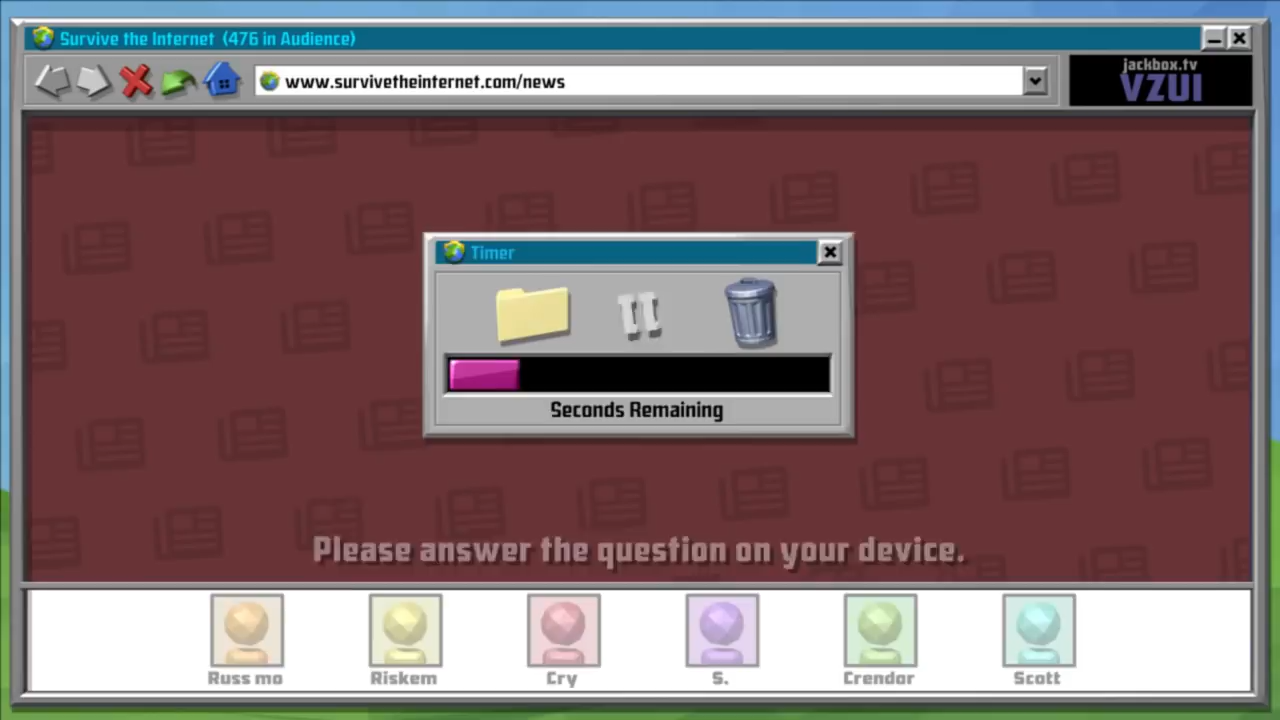 Survive the Internet (476 in Audience)
www.survivetheinternet.com/news
jackbox.tv
VZUI
Timer
Seconds Remaining
Please answer the question on your device.
Russ mo
Riskem
Cry
S.
Crendor
Scott